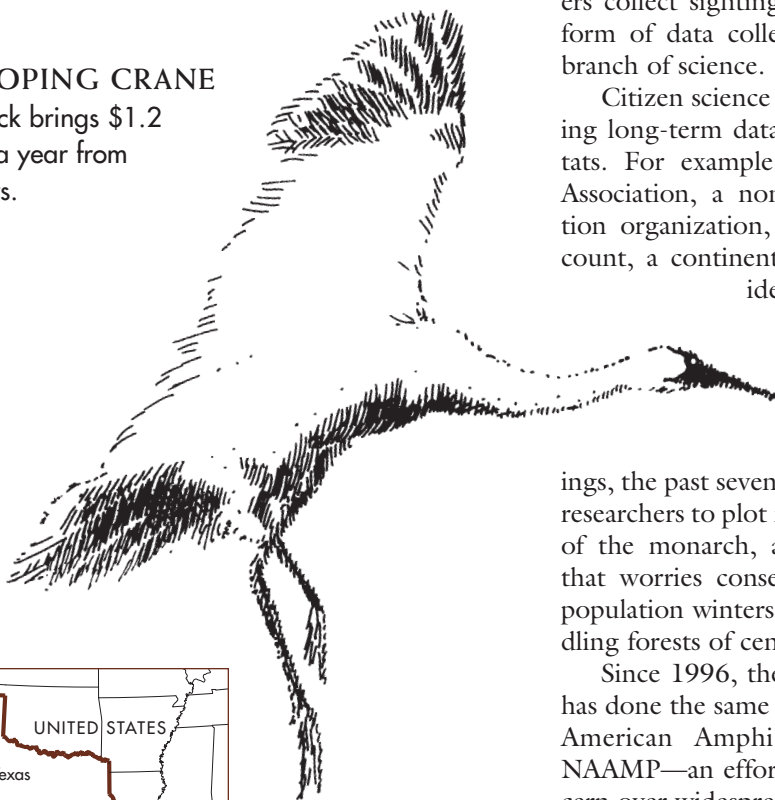 OPING CRANE
ck brings $1.2
a year from
s.
UNITED STATES
exas
ers collect sighting
form of data colle
branch of science.
Citizen science
ing long-term data
tats. For example
Association, a non
tion organization,
count, a continent
ide
ings, the past seven
researchers to plot
of the monarch, a
that worries conse
population winters
dling forests of cen
Since 1996, the
has done the same
American Amphi
NAAMP—an effor